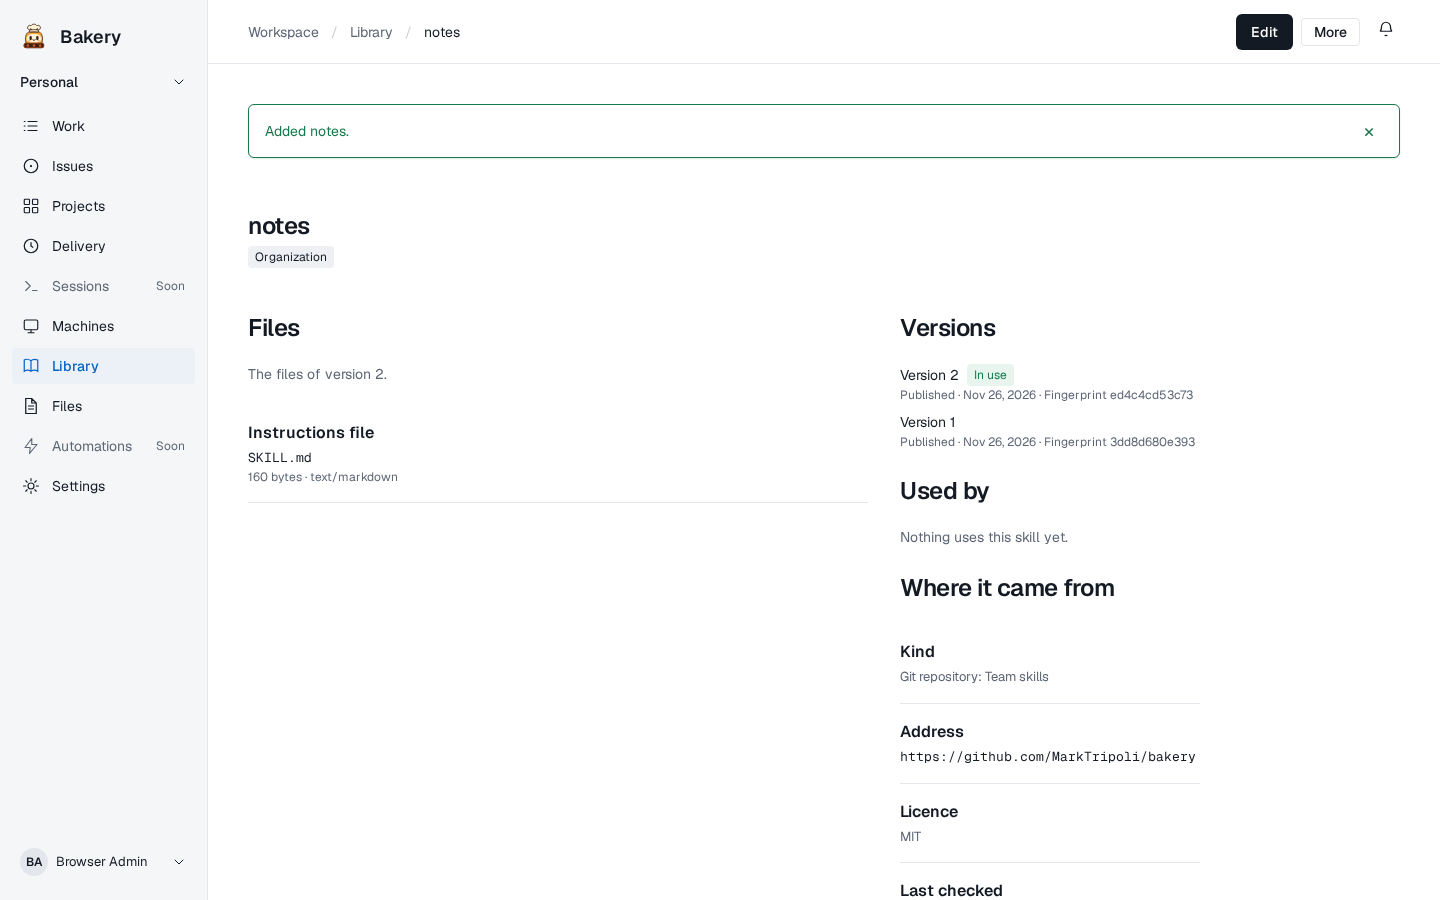 Bakery
Personal
Work
Issues
Projects
Delivery
Sessions Soon
Machines
Library
Files
Automations Soon
Settings
BA Browser Admin
Workspace / Library / notes
Edit
More
Added notes.
notes
Organization
Files
The files of version 2.
Instructions file
SKILL.md
160 bytes · text/markdown
Versions
Version 2 In use
Published · Nov 26, 2026 · Fingerprint ed4c4cd53c73
Version 1
Published · Nov 26, 2026 · Fingerprint 3dd8d680e393
Used by
Nothing uses this skill yet.
Where it came from
Kind
Git repository: Team skills
Address
https://github.com/MarkTripoli/bakery
Licence
MIT
Last checked